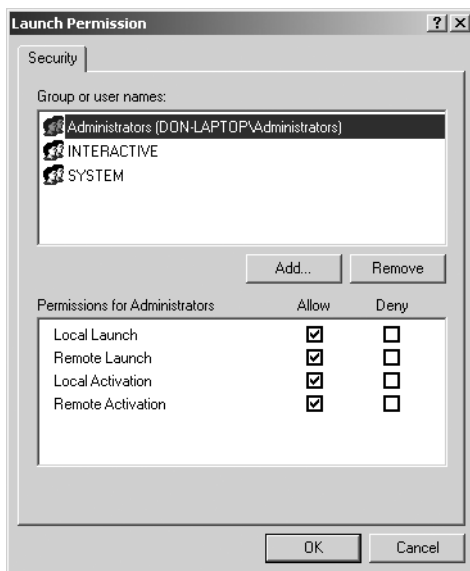 Launch Permission
Security
Group or user names:
Administrators (DON-LAPTOP\Administrators)
INTERACTIVE
SYSTEM
Add... Remove
Permissions for Administrators Allow Deny
Local Launch
Remote Launch
Local Activation
Remote Activation
OK Cancel